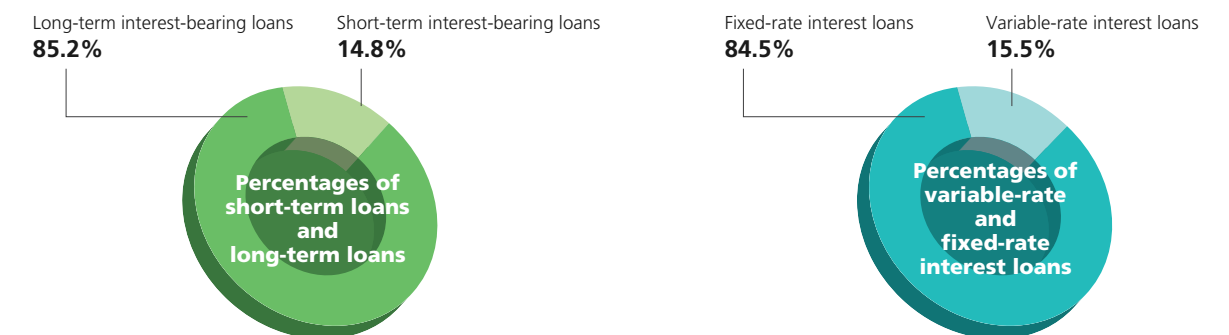 Long-term interest-bearing loans
85.2%
Short-term interest-bearing loans
14.8%
Percentages of
short-term loans
and
long-term loans
Fixed-rate interest loans
84.5%
Variable-rate interest loans
15.5%
Percentages of
variable-rate
and
fixed-rate
interest loans